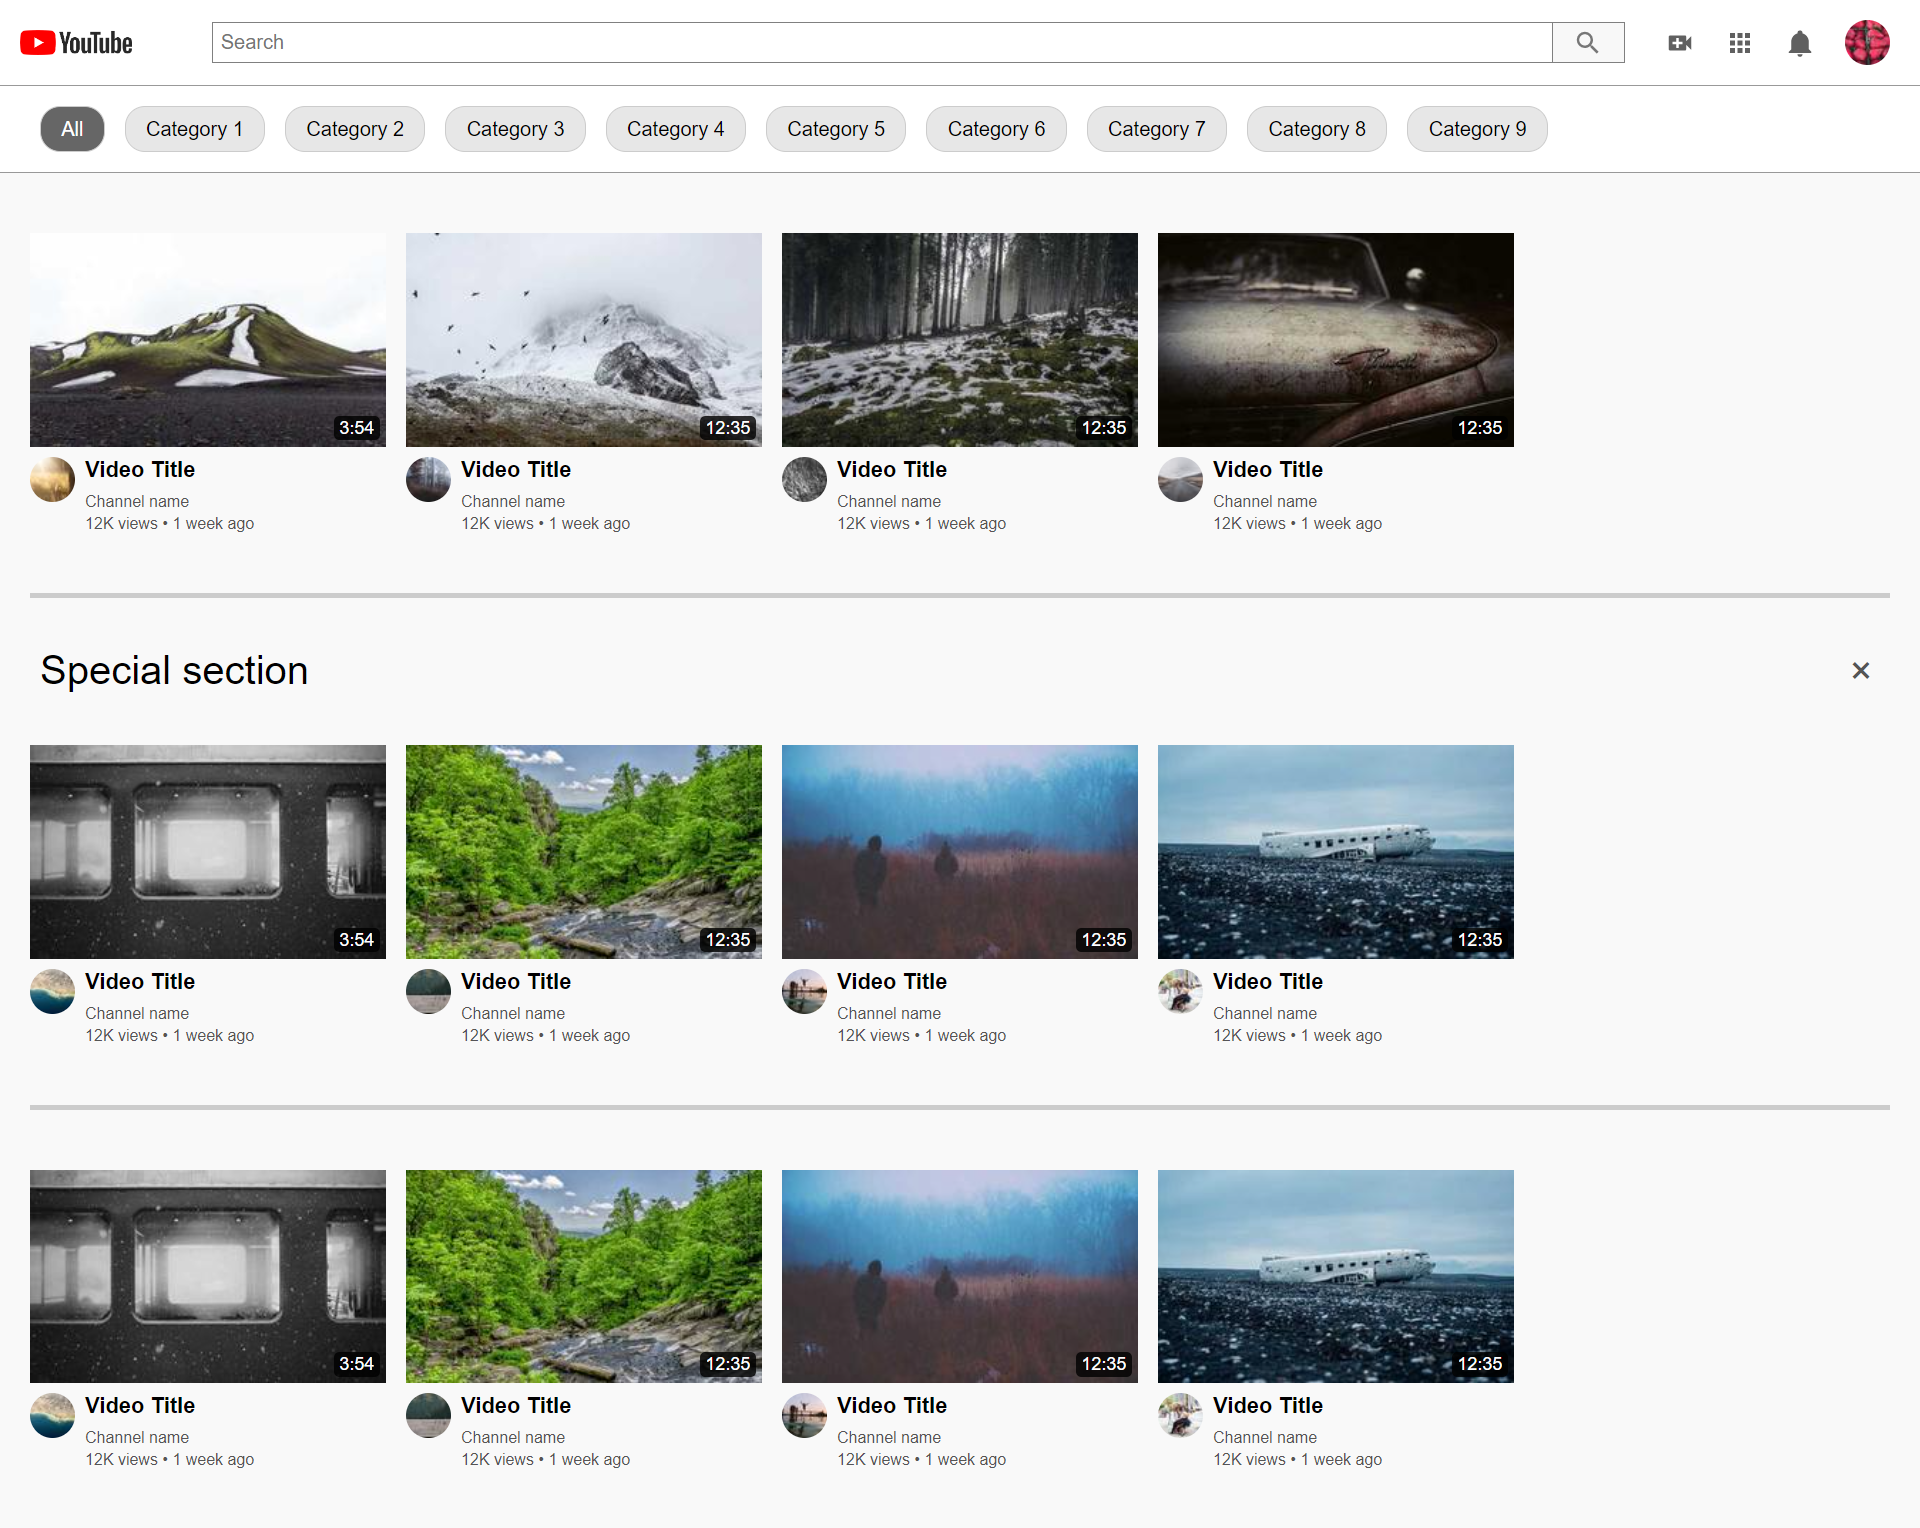 YouTube
Search
All
Category 1
Category 2
Category 3
Category 4
Category 5
Category 6
Category 7
Category 8
Category 9
3:54
12:35
12:35
12:35
Video Title
Channel name
12K views • 1 week ago
Video Title
Channel name
12K views • 1 week ago
Video Title
Channel name
12K views • 1 week ago
Video Title
Channel name
12K views • 1 week ago
Special section
3:54
12:35
12:35
12:35
Video Title
Channel name
12K views • 1 week ago
Video Title
Channel name
12K views • 1 week ago
Video Title
Channel name
12K views • 1 week ago
Video Title
Channel name
12K views • 1 week ago
3:54
12:35
12:35
12:35
Video Title
Channel name
12K views • 1 week ago
Video Title
Channel name
12K views • 1 week ago
Video Title
Channel name
12K views • 1 week ago
Video Title
Channel name
12K views • 1 week ago